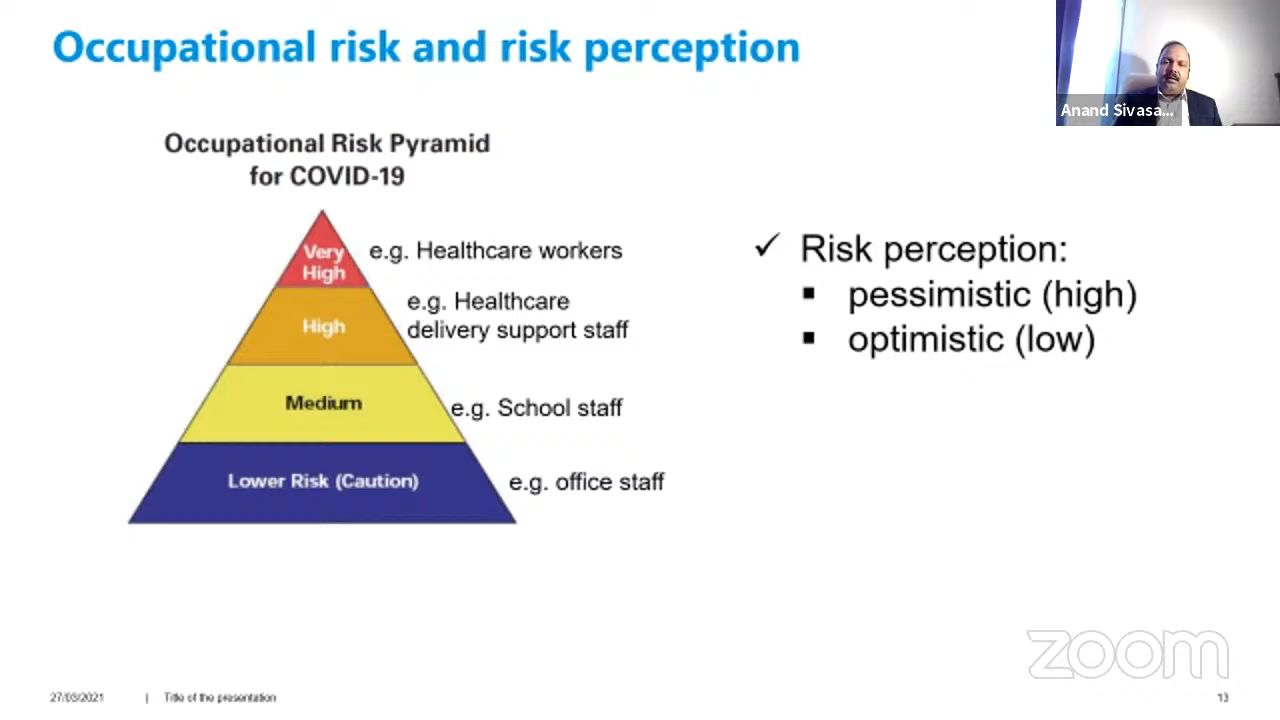 Occupational risk and risk perception
Anand Sivasa...
Occupational Risk Pyramid
for COVID-19
Very
High
e.g. Healthcare workers
High
e.g. Healthcare
delivery support staff
Medium
e.g. School staff
Lower Risk (Caution)
e.g. office staff
✓ Risk perception:
▪ pessimistic (high)
▪ optimistic (low)
zoom
27/03/2021 | Title of the presentation
13